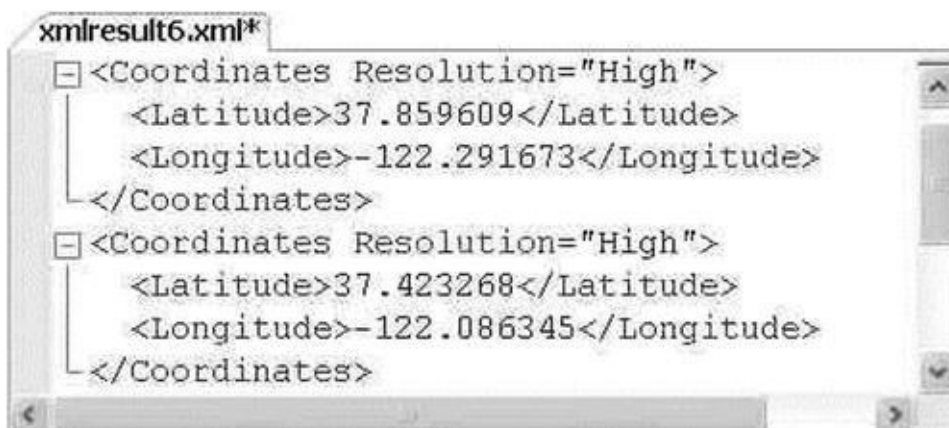 xmlresult6.xml*
<Coordinates Resolution="High">
<Latitude>37.859609</Latitude>
<Longitude>-122.291673</Longitude>
</Coordinates>
<Coordinates Resolution="High">
<Latitude>37.423268</Latitude>
<Longitude>-122.086345</Longitude>
</Coordinates>